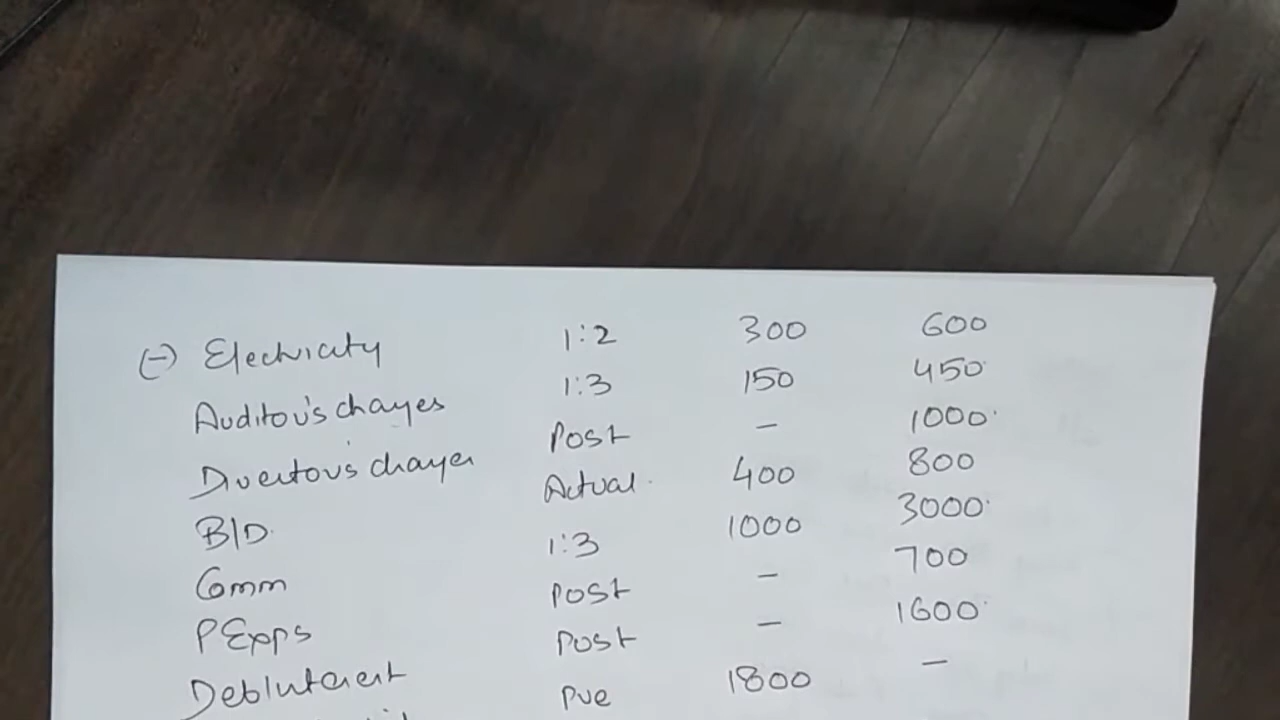 (-) Electricity 1:2 300 600
Auditor's charges 1:3 150 450
Director's charges Post - 1000
B/D Actual 400 800
Comm 1:3 1000 3000
P Exps Post - 700
Deb Interest Post - 1600
Pre 1800 -